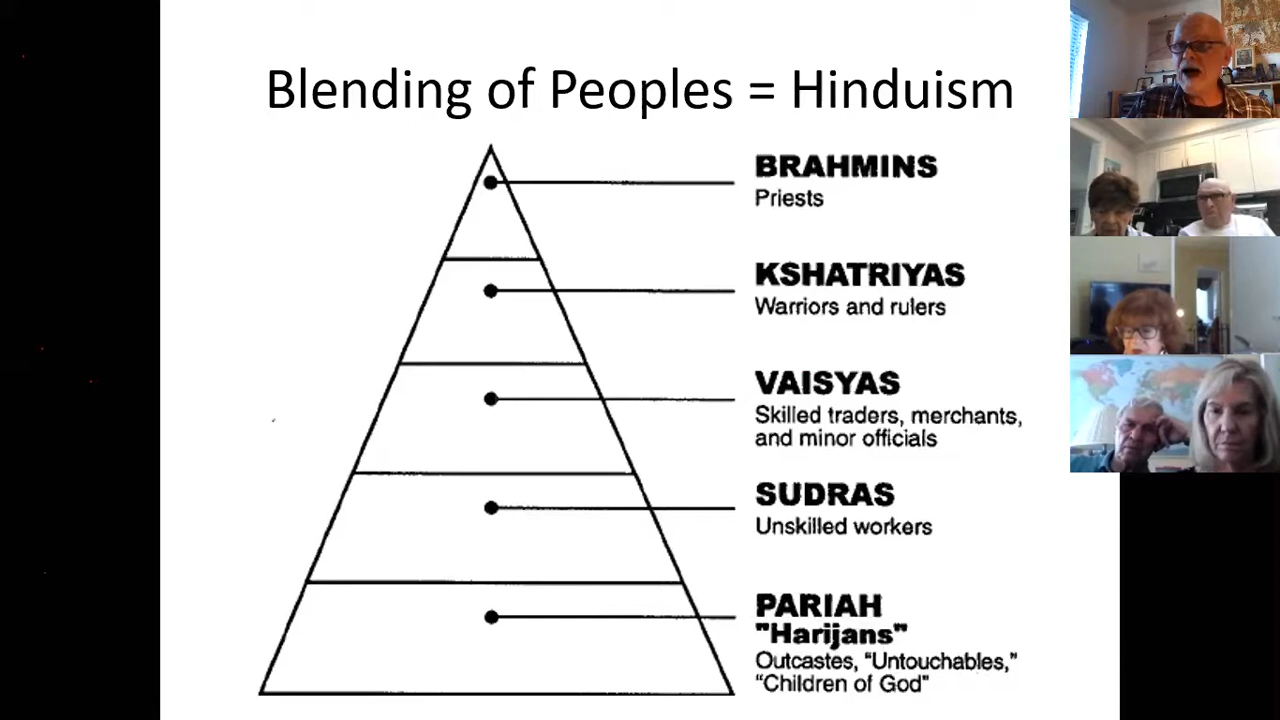 Blending of Peoples = Hinduism
BRAHMINS
Priests
KSHATRIYAS
Warriors and rulers
VAISYAS
Skilled traders, merchants,
and minor officials
SUDRAS
Unskilled workers
PARIAH
"Harijans"
Outcastes, “Untouchables,”
“Children of God”